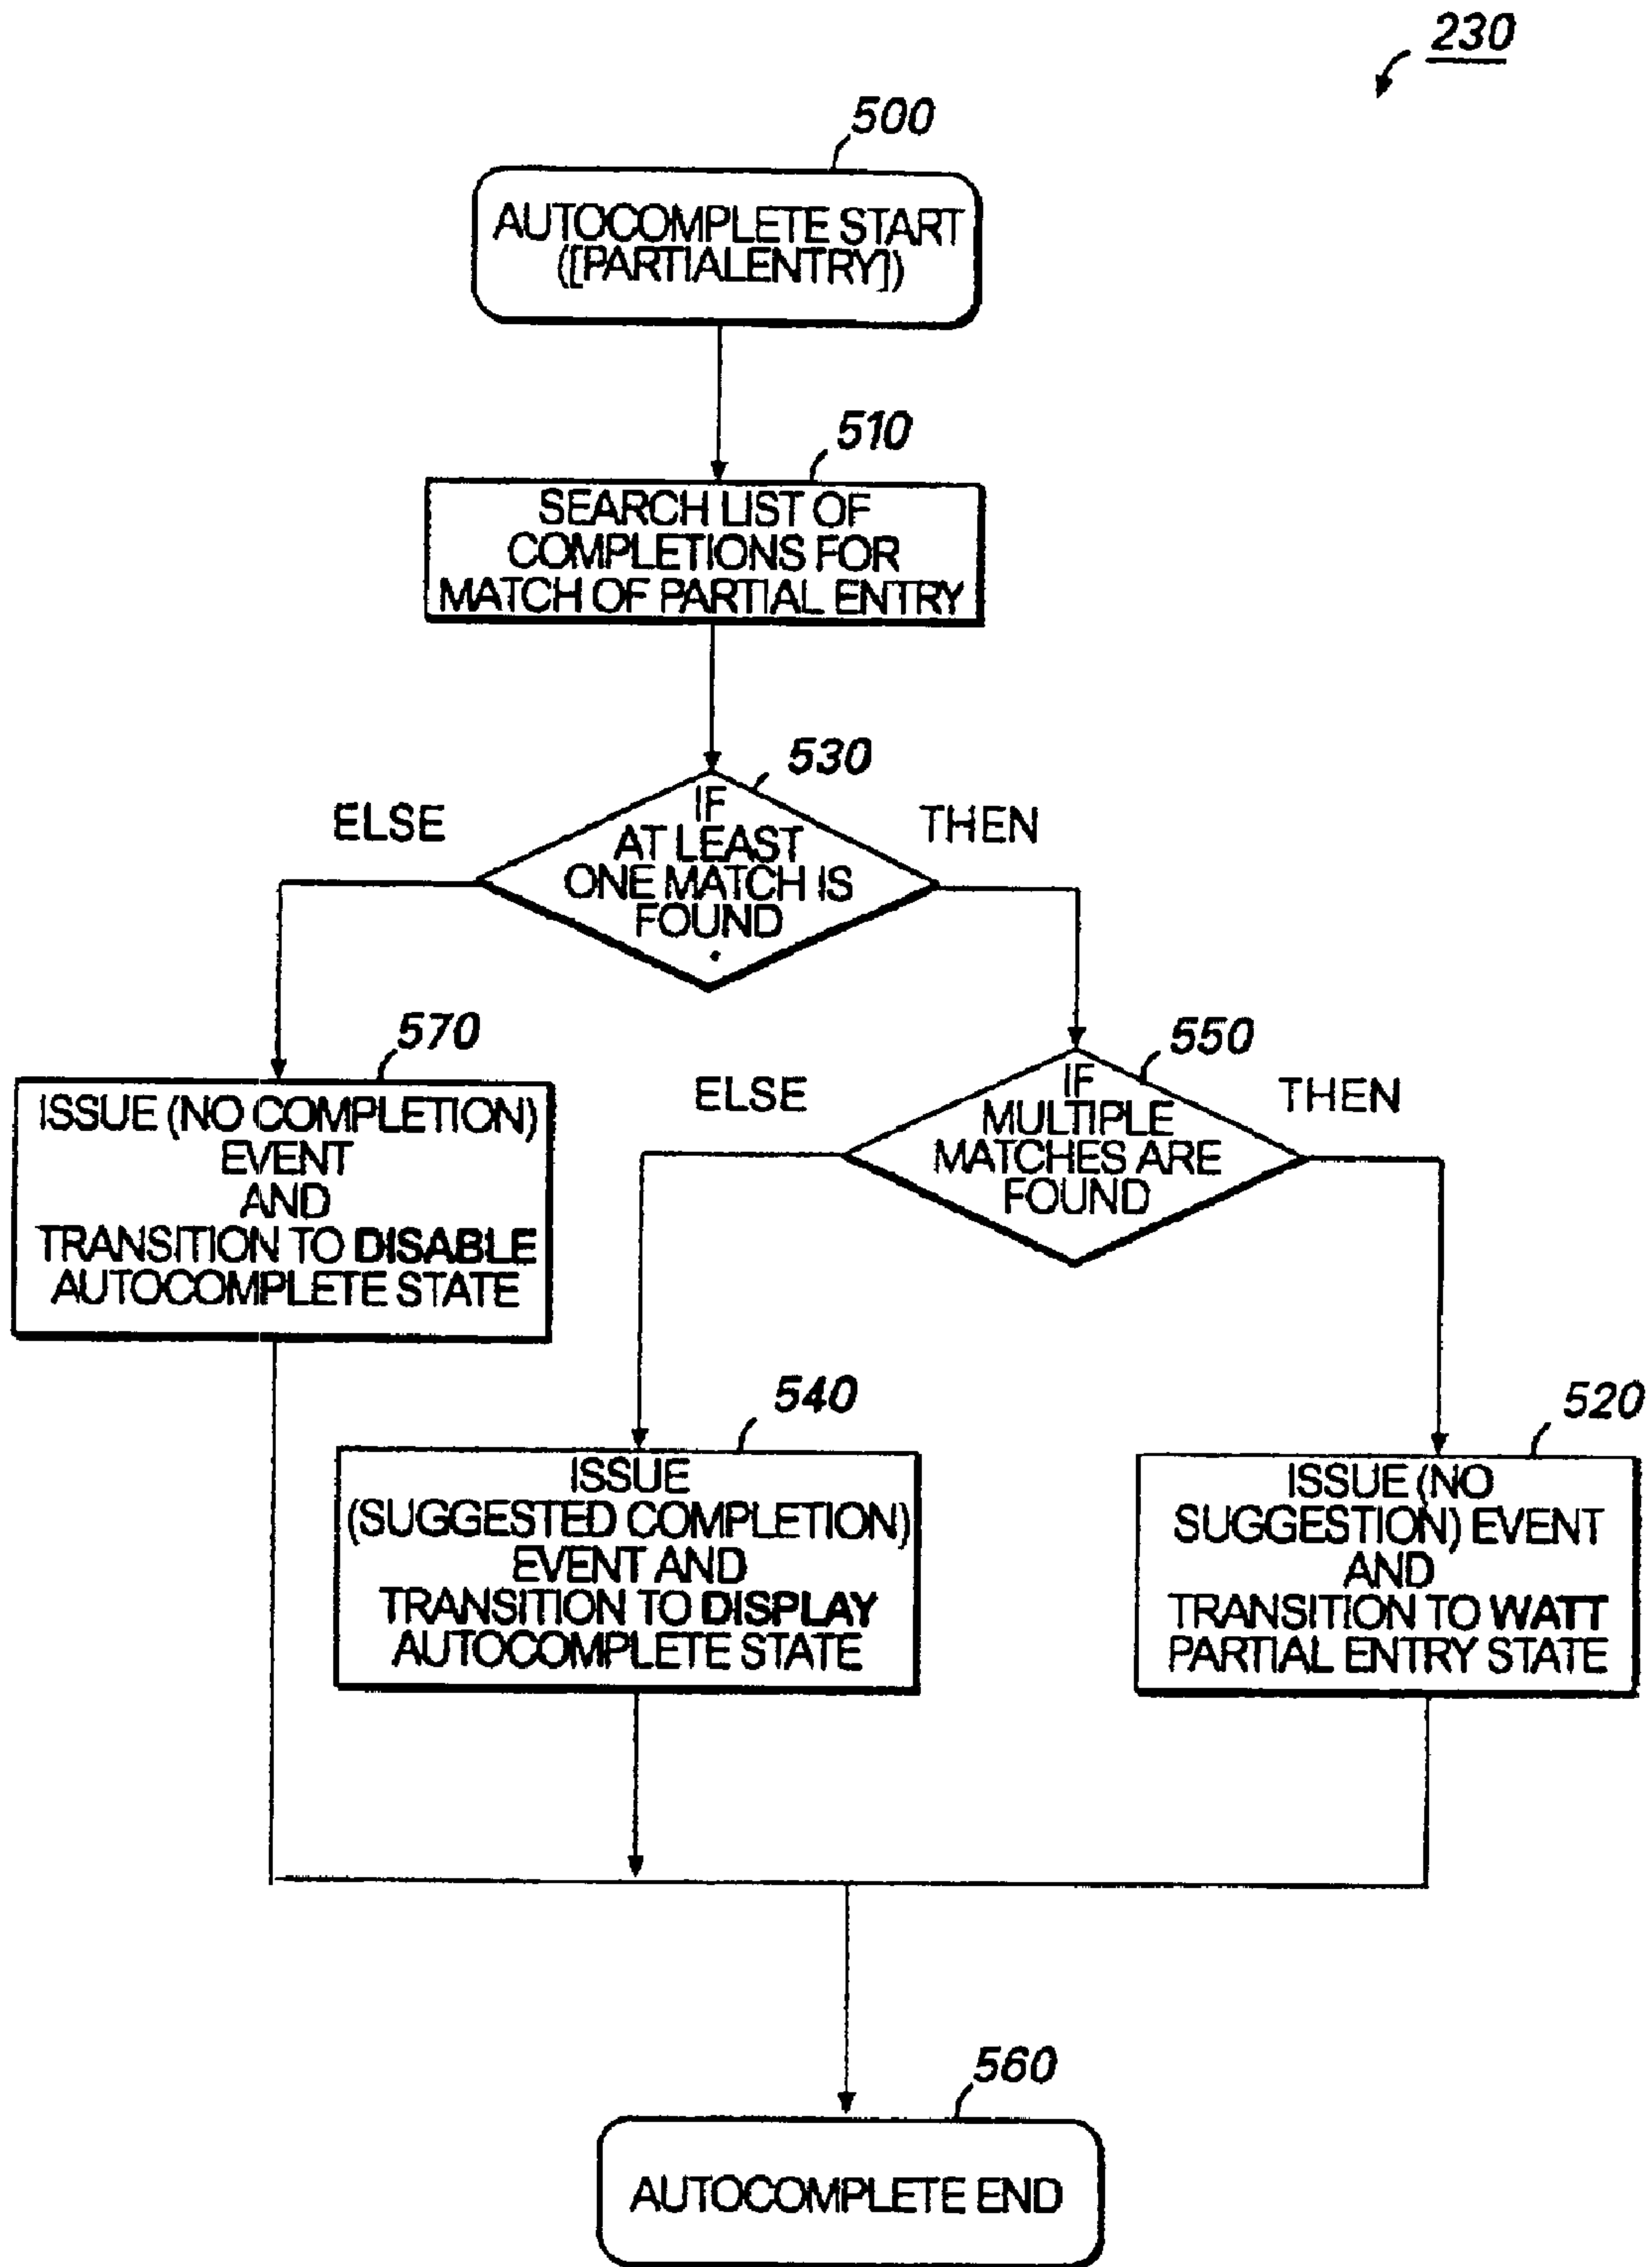 230
500
AUTOCOMPLETE START
([PARTIALENTRY])
510
SEARCH LIST OF
COMPLETIONS FOR
MATCH OF PARTIAL ENTRY
530
ELSE
THEN
IF
AT LEAST
ONE MATCH IS
FOUND
570
ISSUE (NO COMPLETION)
EVENT
AND
TRANSITION TO DISABLE
AUTOCOMPLETE STATE
550
ELSE
THEN
IF
MULTIPLE
MATCHES ARE
FOUND
540
ISSUE
(SUGGESTED COMPLETION)
EVENT AND
TRANSITION TO DISPLAY
AUTOCOMPLETE STATE
520
ISSUE (NO
SUGGESTION) EVENT
AND
TRANSITION TO WATT
PARTIAL ENTRY STATE
560
AUTOCOMPLETE END